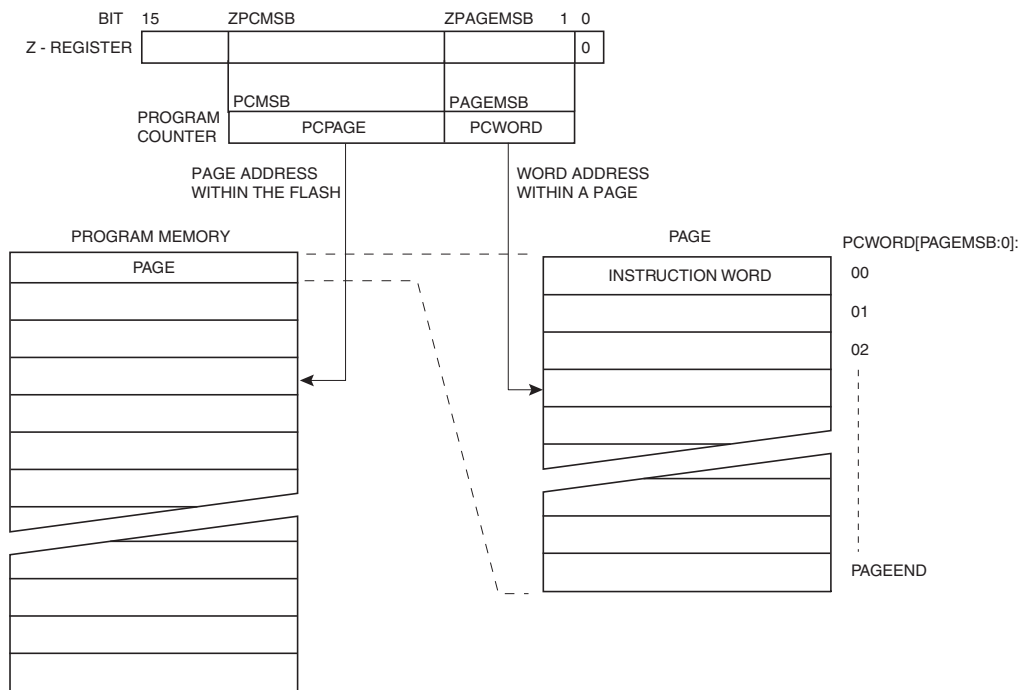 BIT 15 ZPCMSB ZPAGEMSB 1 0
Z - REGISTER 0
PCMSB PAGEMSB
PROGRAM
COUNTER
PCPAGE PCWORD
PAGE ADDRESS
WITHIN THE FLASH
WORD ADDRESS
WITHIN A PAGE
PROGRAM MEMORY
PAGE
PAGE
INSTRUCTION WORD
PCWORD[PAGEMSB:0]:
00
01
02
PAGEEND